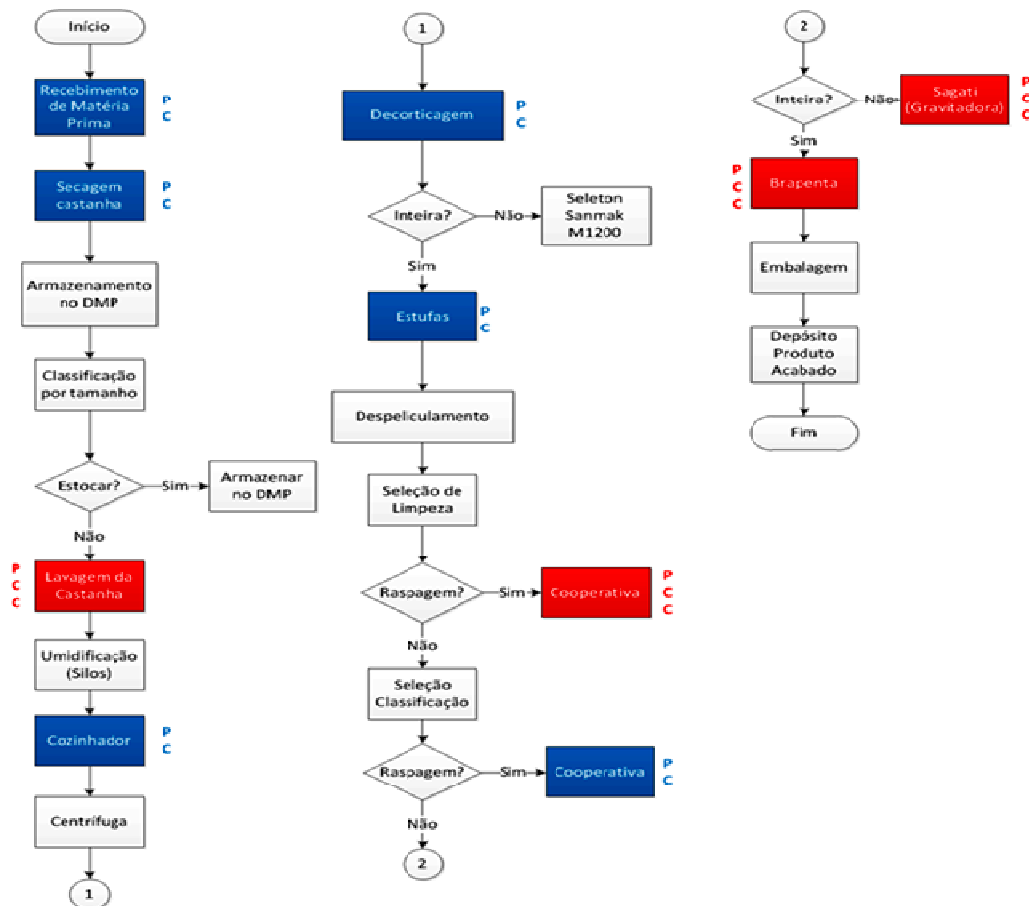 Início
Recebimento
de Matéria
Prima
P
C
Secagem
castanha
P
C
Armazenamento
no DMP
Classificação
por tamanho
Estocar?
Sim
Armazenar
no DMP
Não
P
C
C
Lavagem da
Castanha
Umidificação
(Silos)
Cozinhador
P
C
Centrífuga
1
1
Decorticagem
P
C
Inteira?
Não
Seleton
Sanmak
M1200
Sim
Estufas
P
C
Despeliculamento
Seleção de
Limpeza
Raspagem?
Sim
Cooperativa
P
C
C
Não
Seleção
Classificação
Raspagem?
Sim
Cooperativa
P
C
Não
2
2
Inteira?
Não
Sagati
(Gravitadora)
P
C
C
Sim
P
C
C
Brapenta
Embalagem
Depósito
Produto
Acabado
Fim